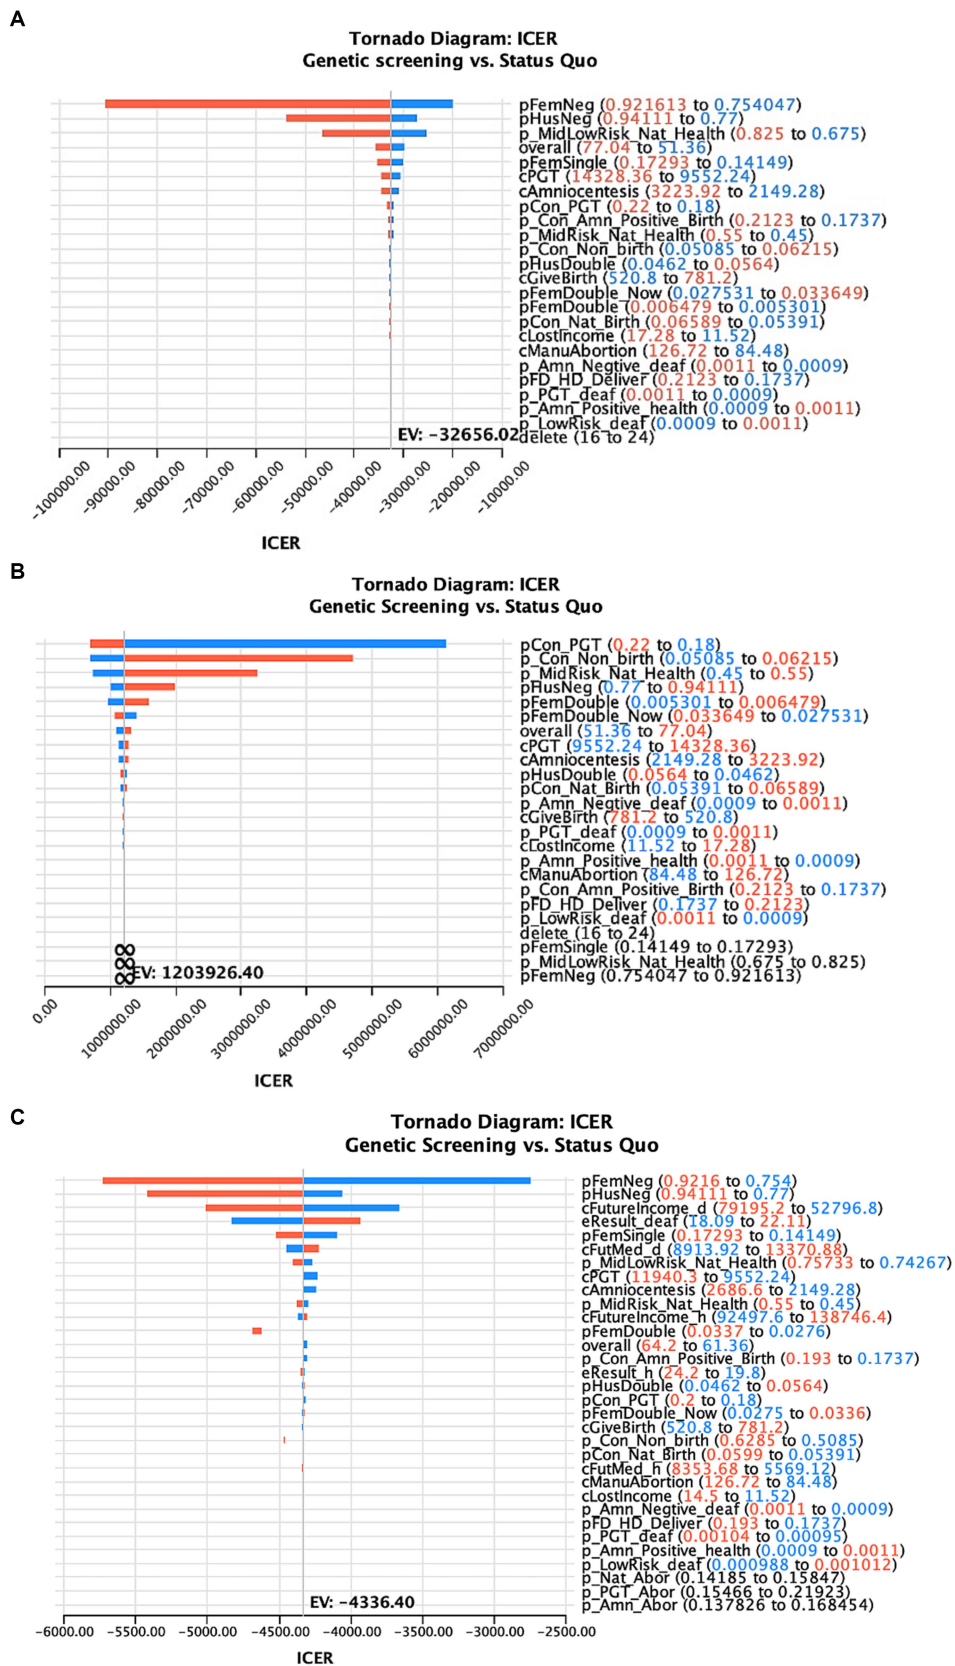 A
Tornado Diagram: ICER
Genetic screening vs. Status Quo
pFemNeg (0.921613 to 0.754047)
pHusNeg (0.94111 to 0.77)
p_MidLowRisk_Nat_Health (0.825 to 0.675)
overall (77.04 to 51.36)
pFemSingle (0.17293 to 0.14149)
cPGT (14328.36 to 9552.24)
cAmniocentesis (3223.92 to 2149.28)
pCon_PGT (0.22 to 0.18)
p_Con_Amn_Positive_Birth (0.2123 to 0.1737)
p_MidRisk_Nat_Health (0.55 to 0.45)
p_Con_Non_birth (0.05085 to 0.06215)
pHusDouble (0.0462 to 0.0564)
cGiveBirth (520.8 to 781.2)
pFemDouble_Now (0.027531 to 0.033649)
pFemDouble (0.006479 to 0.005301)
pCon_Nat_Birth (0.06589 to 0.05391)
cLostIncome (17.28 to 11.52)
cManuAbortion (126.72 to 84.48)
p_Amn_Negtive_deaf (0.0011 to 0.0009)
pFD_HD_Deliver (0.2123 to 0.1737)
p_PGT_deaf (0.0011 to 0.0009)
p_Amn_Positive_health (0.0009 to 0.0011)
p_LowRisk_deaf (0.0009 to 0.0011)
EV: −32656.02 delete (16 to 24)
−100000.00 −90000.00 −80000.00 −70000.00 −60000.00 −50000.00 −40000.00 −30000.00 −20000.00 −10000.00
ICER
B
Tornado Diagram: ICER
Genetic Screening vs. Status Quo
pCon_PGT (0.22 to 0.18)
p_Con_Non_birth (0.05085 to 0.06215)
p_MidRisk_Nat_Health (0.45 to 0.55)
pHusNeg (0.77 to 0.94111)
pFemDouble (0.005301 to 0.006479)
pFemDouble_Now (0.033649 to 0.027531)
overall (51.36 to 77.04)
cPGT (9552.24 to 14328.36)
cAmniocentesis (2149.28 to 3223.92)
pHusDouble (0.0564 to 0.0462)
pCon_Nat_Birth (0.05391 to 0.06589)
p_Amn_Negtive_deaf (0.0009 to 0.0011)
cGiveBirth (781.2 to 520.8)
p_PGT_deaf (0.0009 to 0.0011)
cLostIncome (11.52 to 17.28)
p_Amn_Positive_health (0.0011 to 0.0009)
cManuAbortion (84.48 to 126.72)
p_Con_Amn_Positive_Birth (0.2123 to 0.1737)
pFD_HD_Deliver (0.1737 to 0.2123)
p_LowRisk_deaf (0.0011 to 0.0009)
delete (16 to 24)
∞ pFemSingle (0.14149 to 0.17293)
∞ p_MidLowRisk_Nat_Health (0.675 to 0.825)
∞ EV: 1203926.40 pFemNeg (0.754047 to 0.921613)
0.00 1000000.00 2000000.00 3000000.00 4000000.00 5000000.00 6000000.00 7000000.00
ICER
C
Tornado Diagram: ICER
Genetic Screening vs. Status Quo
pFemNeg (0.9216 to 0.754)
pHusNeg (0.94111 to 0.77)
cFutureIncome_d (79195.2 to 52796.8)
eResult_deaf (18.09 to 22.11)
pFemSingle (0.17293 to 0.14149)
cFutMed_d (8913.92 to 13370.88)
p_MidLowRisk_Nat_Health (0.75733 to 0.74267)
cPGT (11940.3 to 9552.24)
cAmniocentesis (2686.6 to 2149.28)
p_MidRisk_Nat_Health (0.55 to 0.45)
cFutureIncome_h (92497.6 to 138746.4)
pFemDouble (0.0337 to 0.0276)
overall (64.2 to 61.36)
p_Con_Amn_Positive_Birth (0.193 to 0.1737)
eResult_h (24.2 to 19.8)
pHusDouble (0.0462 to 0.0564)
pCon_PGT (0.2 to 0.18)
pFemDouble_Now (0.0275 to 0.0336)
cGiveBirth (520.8 to 781.2)
p_Con_Non_birth (0.6285 to 0.5085)
pCon_Nat_Birth (0.0599 to 0.05391)
cFutMed_h (8353.68 to 5569.12)
cManuAbortion (126.72 to 84.48)
cLostIncome (14.5 to 11.52)
p_Amn_Negtive_deaf (0.0011 to 0.0009)
pFD_HD_Deliver (0.193 to 0.1737)
p_PGT_deaf (0.00104 to 0.00095)
p_Amn_Positive_health (0.0009 to 0.0011)
p_LowRisk_deaf (0.000988 to 0.001012)
p_Nat_Abor (0.14185 to 0.15847)
p_PGT_Abor (0.15466 to 0.21923)
EV: −4336.40 p_Amn_Abor (0.137826 to 0.168454)
−6000.00 −5500.00 −5000.00 −4500.00 −4000.00 −3500.00 −3000.00 −2500.00
ICER